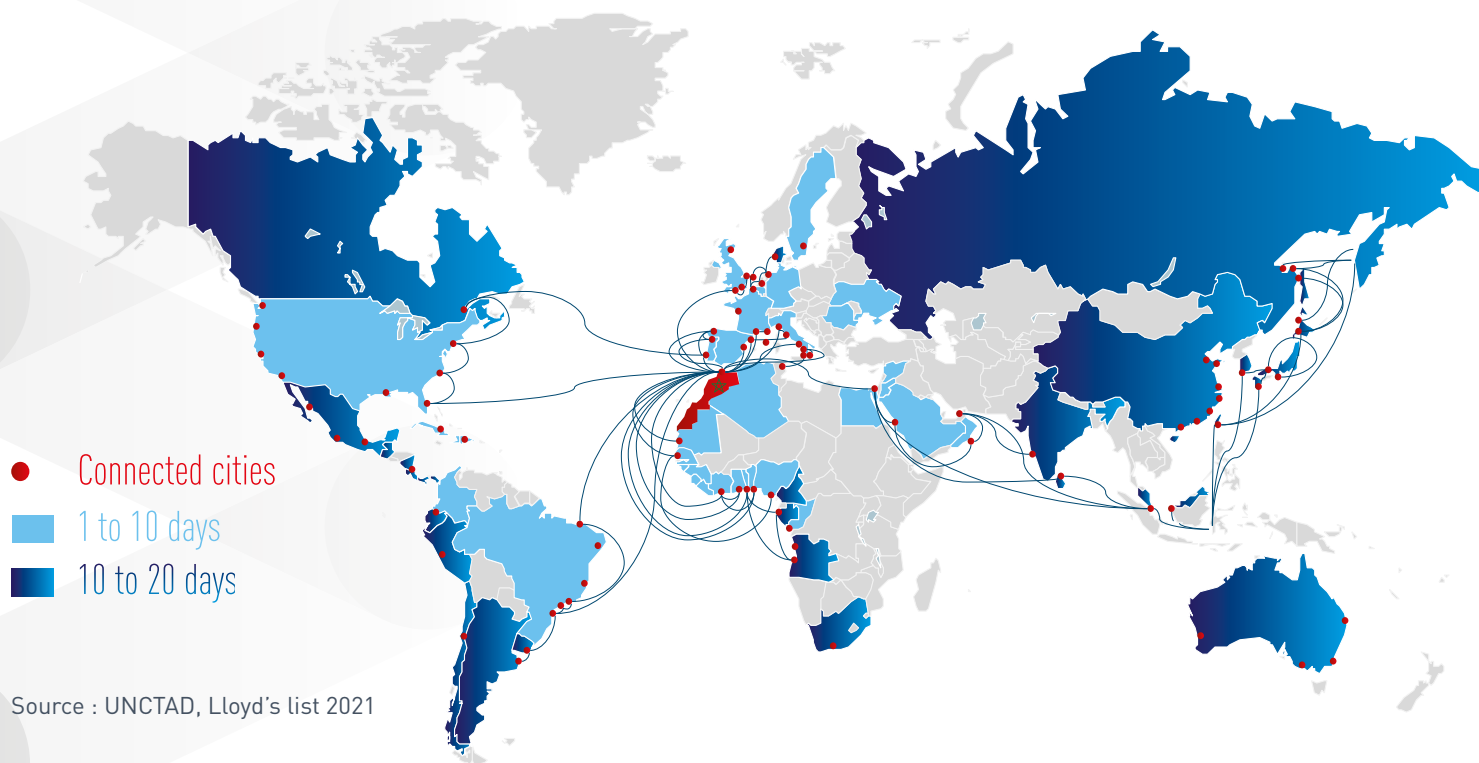 Connected cities
1 to 10 days
10 to 20 days
Source : UNCTAD, Lloyd’s list 2021